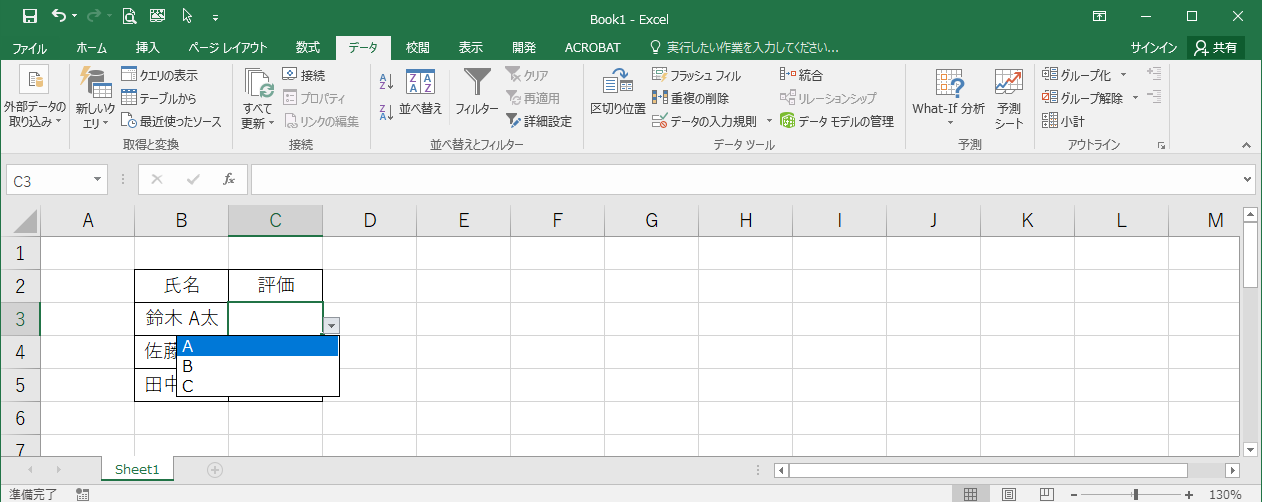 Book1 - Excel
ファイル ホーム 挿入 ページ レイアウト 数式 データ 校閲 表示 開発 ACROBAT 実行したい作業を入力してください... サインイン 共有
外部データの
取り込み
新しいク
エリ
クエリの表示
テーブルから
最近使ったソース
取得と変換
すべて
更新
接続
プロパティ
リンクの編集
接続
並べ替え
フィルター
クリア
再適用
詳細設定
並べ替えとフィルター
区切り位置
フラッシュ フィル
重複の削除
データの入力規則
統合
リレーションシップ
データ モデルの管理
データ ツール
What-If 分析
予測
シート
予測
グループ化
グループ解除
小計
アウトライン
C3 fx
A B C D E F G H I J K L M
1
2 氏名 評価
3 鈴木 A太
4 佐藤
5 田中
A
B
C
6
7
Sheet1
準備完了 130%